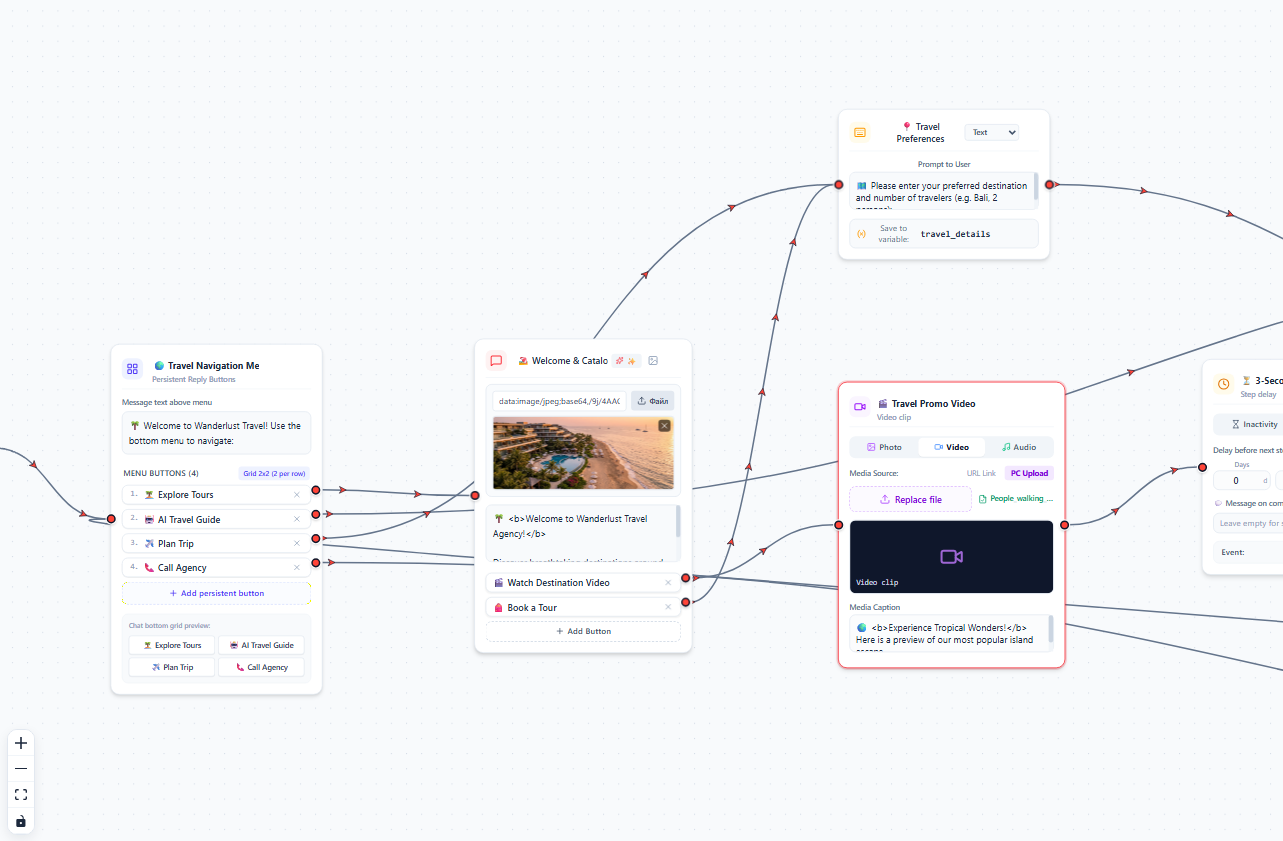 Travel Navigation Me
Persistent Reply Buttons
Message text above menu
🌴 Welcome to Wanderlust Travel! Use the
bottom menu to navigate:
MENU BUTTONS (4)
Grid 2x2 (2 per row)
1. Explore Tours
2. AI Travel Guide
3. Plan Trip
4. Call Agency
+ Add persistent button
Chat bottom grid preview:
Explore Tours
AI Travel Guide
Plan Trip
Call Agency
Welcome & Catalo
data:image/jpeg;base64,/9j/4AAC
Файл
🌴 <b>Welcome to Wanderlust Travel
Agency!</b>
Watch Destination Video
Book a Tour
+ Add Button
Travel
Preferences
Text
Prompt to User
Please enter your preferred destination
and number of travelers (e.g. Bali, 2
Save to
variable:
travel_details
Travel Promo Video
Video clip
Photo
Video
Audio
Media Source:
URL Link
PC Upload
Replace file
People walking ...
Video clip
Media Caption
<b>Experience Tropical Wonders!</b>
Here is a preview of our most popular island
3-Seco
Step delay
Inactivity
Delay before next st
Days
0
d
Message on com
Leave empty for s
Event: